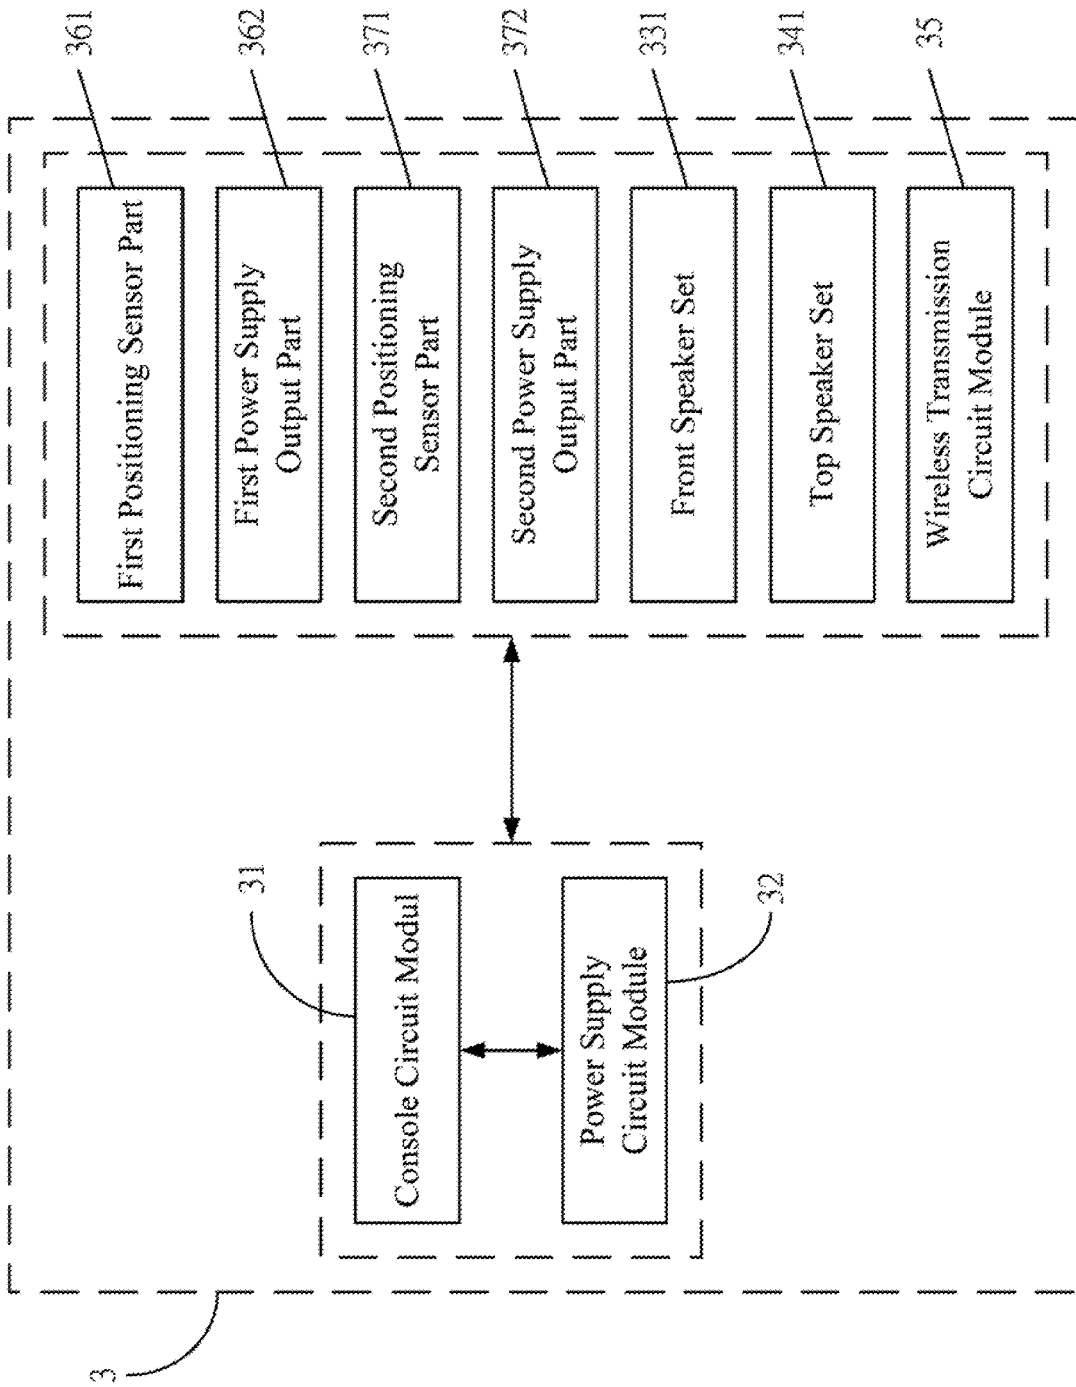 3
31
Console Circuit Modul
Power Supply
Circuit Module
32
First Positioning Sensor Part
361
First Power Supply
Output Part
362
Second Positioning
Sensor Part
371
Second Power Supply
Output Part
372
Front Speaker Set
331
Top Speaker Set
341
Wireless Transmission
Circuit Module
35